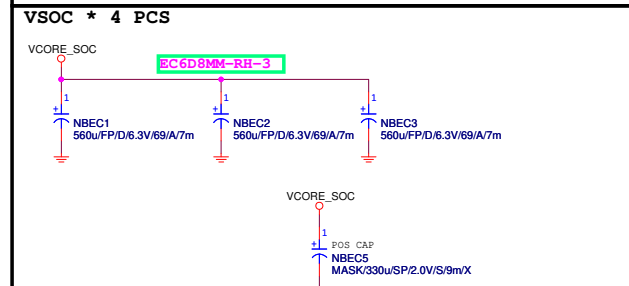 VSOC * 4 PCS
VCORE_SOC
EC6D8MM-RH-3
1 1 1
+ + +
NBEC1 NBEC2 NBEC3
560u/FP/D/6.3V/69/A/7m 560u/FP/D/6.3V/69/A/7m 560u/FP/D/6.3V/69/A/7m
VCORE_SOC
1
+ POS CAP
NBEC5
MASK/330u/SP/2.0V/S/9m/X